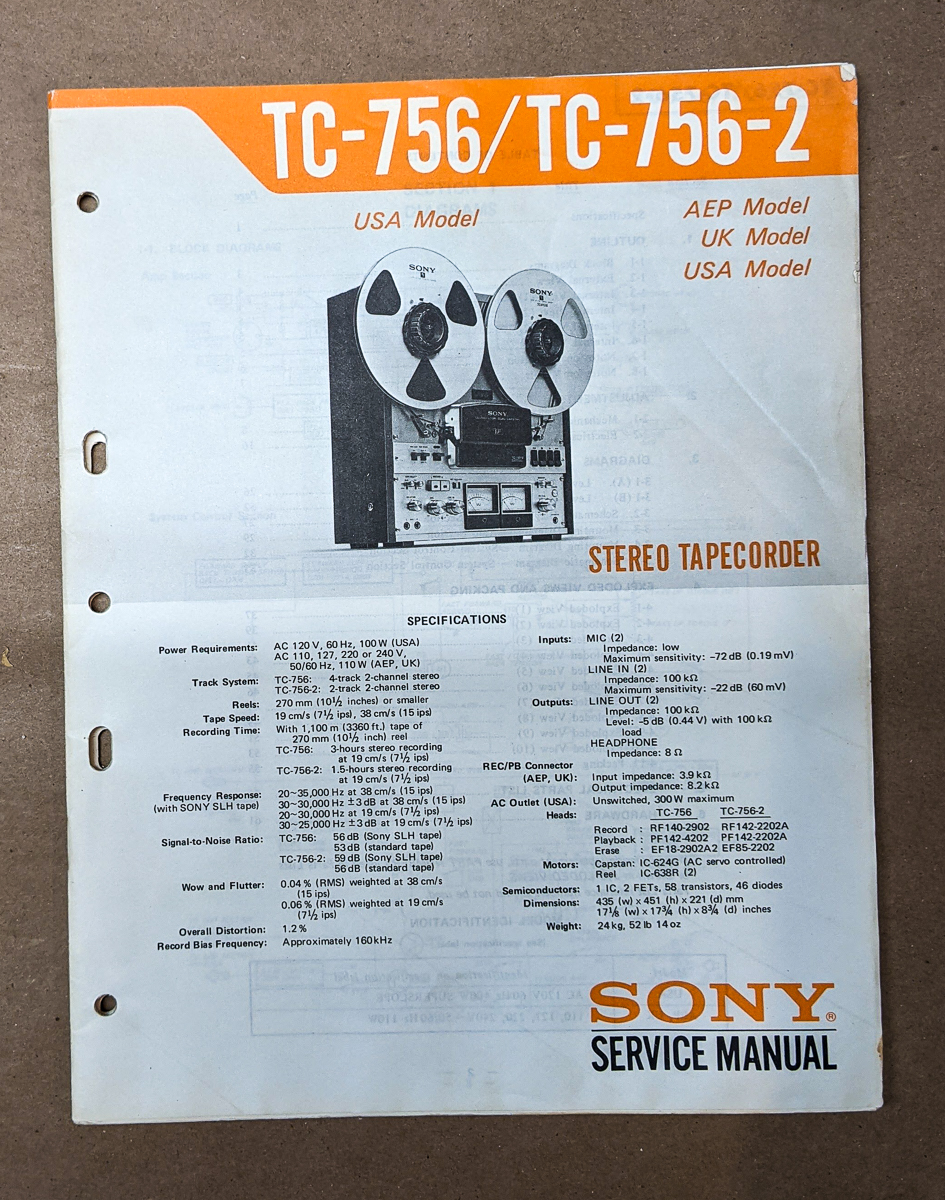 TC-756/TC-756-2
USA Model
AEP Model
UK Model
USA Model
SONY
SONY
SONY
STEREO TAPECORDER
SPECIFICATIONS
Power Requirements: AC 120 V, 60 Hz, 100 W (USA)
AC 110, 127, 220 or 240 V,
50/60 Hz, 110 W (AEP, UK)
Track System: TC-756: 4-track 2-channel stereo
TC-756-2: 2-track 2-channel stereo
Reels: 270 mm (10½ inches) or smaller
Tape Speed: 19 cm/s (7½ ips), 38 cm/s (15 ips)
Recording Time: With 1,100 m (3360 ft.) tape of
270 mm (10½ inch) reel
TC-756: 3-hours stereo recording
at 19 cm/s (7½ ips)
TC-756-2: 1.5-hours stereo recording
at 19 cm/s (7½ ips)
Frequency Response: 20~35,000 Hz at 38 cm/s (15 ips)
(with SONY SLH tape) 30~30,000 Hz ±3 dB at 38 cm/s (15 ips)
20~30,000 Hz at 19 cm/s (7½ ips)
30~25,000 Hz ±3 dB at 19 cm/s (7½ ips)
Signal-to-Noise Ratio: TC-756: 56 dB (Sony SLH tape)
53 dB (standard tape)
TC-756-2: 59 dB (Sony SLH tape)
56 dB (standard tape)
Wow and Flutter: 0.04 % (RMS) weighted at 38 cm/s
(15 ips)
0.06 % (RMS) weighted at 19 cm/s
(7½ ips)
Overall Distortion: 1.2 %
Record Bias Frequency: Approximately 160 kHz
Inputs: MIC (2)
Impedance: low
Maximum sensitivity: –72 dB (0.19 mV)
LINE IN (2)
Impedance: 100 kΩ
Maximum sensitivity: –22 dB (60 mV)
Outputs: LINE OUT (2)
Impedance: 100 kΩ
Level: –5 dB (0.44 V) with 100 kΩ
load
HEADPHONE
Impedance: 8 Ω
REC/PB Connector
(AEP, UK): Input impedance: 3.9 kΩ
Output impedance: 8.2 kΩ
AC Outlet (USA): Unswitched, 300 W maximum
Heads: TC-756 TC-756-2
Record : RF140-2902 RF142-2202A
Playback : PF142-4202 PF142-2202A
Erase : EF18-2902A2 EF85-2202
Motors: Capstan: IC-624G (AC servo controlled)
Reel IC-638R (2)
Semiconductors: 1 IC, 2 FETs, 58 transistors, 46 diodes
Dimensions: 435 (w) x 451 (h) x 221 (d) mm
17⅛ (w) x 17¾ (h) x 8¾ (d) inches
Weight: 24 kg, 52 lb 14 oz
SONY®
SERVICE MANUAL